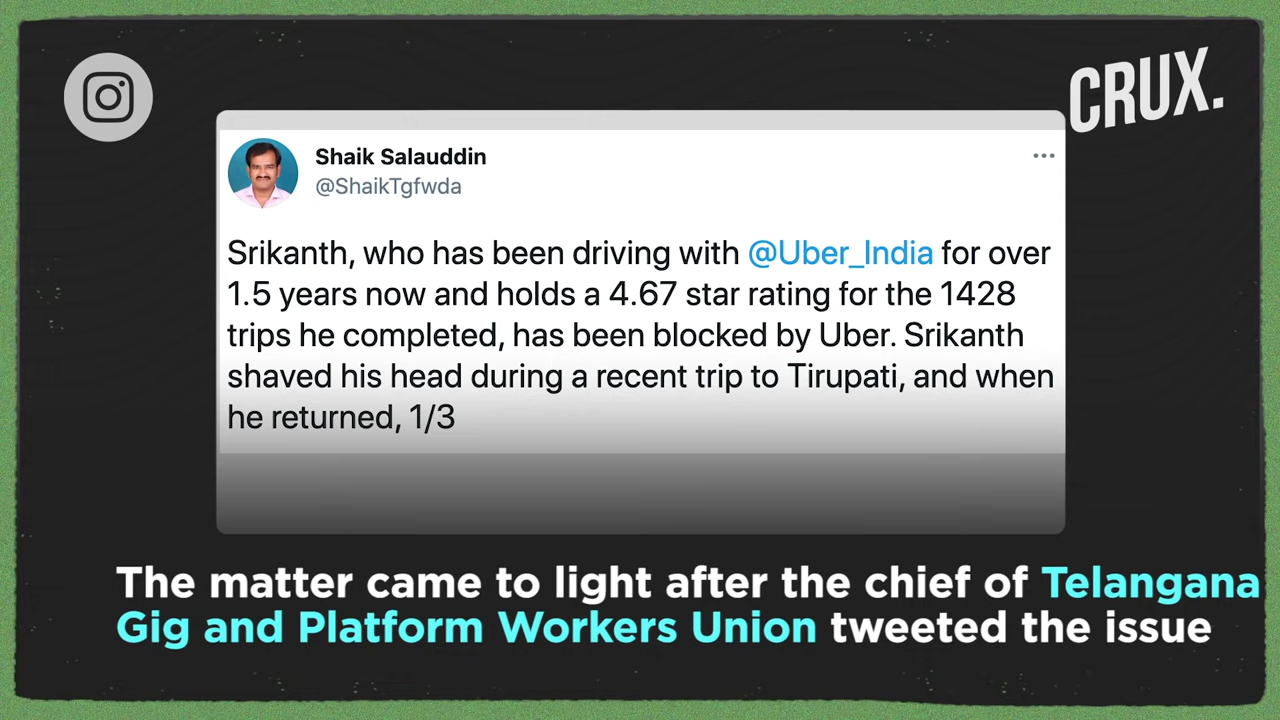 CRUX.
Shaik Salauddin
@ShaikTgfwda
Srikanth, who has been driving with @Uber_India for over
1.5 years now and holds a 4.67 star rating for the 1428
trips he completed, has been blocked by Uber. Srikanth
shaved his head during a recent trip to Tirupati, and when
he returned, 1/3
The matter came to light after the chief of Telangana
Gig and Platform Workers Union tweeted the issue